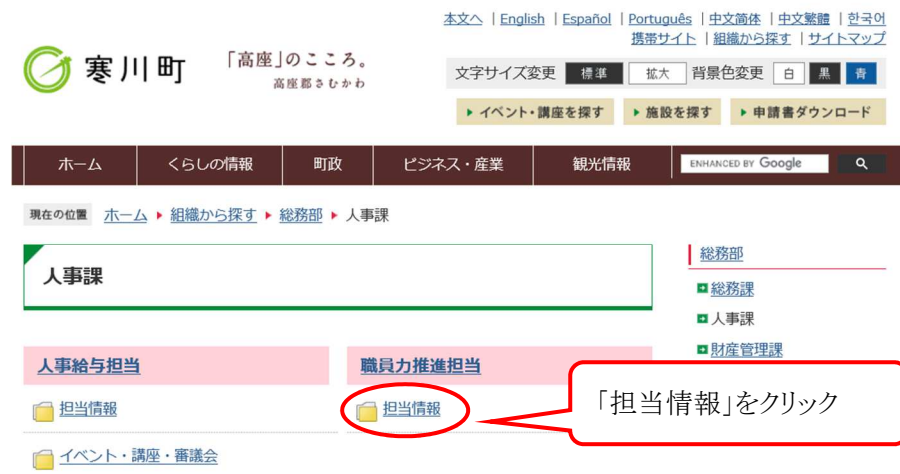 本文へ | English | Español | Português | 中文简体 | 中文繁體 | 한국어
携帯サイト | 組織から探す | サイトマップ
寒川町
「高座」のこころ。
高座郡さむかわ
文字サイズ変更 標準 拡大 背景色変更 白 黒 青
イベント・講座を探す 施設を探す 申請書ダウンロード
ホーム くらしの情報 町政 ビジネス・産業 観光情報 ENHANCED BY Google
現在の位置 ホーム 組織から探す 総務部 人事課
人事課
総務部
総務課
人事課
財産管理課
人事給与担当 職員力推進担当
担当情報 担当情報
「担当情報」をクリック
イベント・講座・審議会